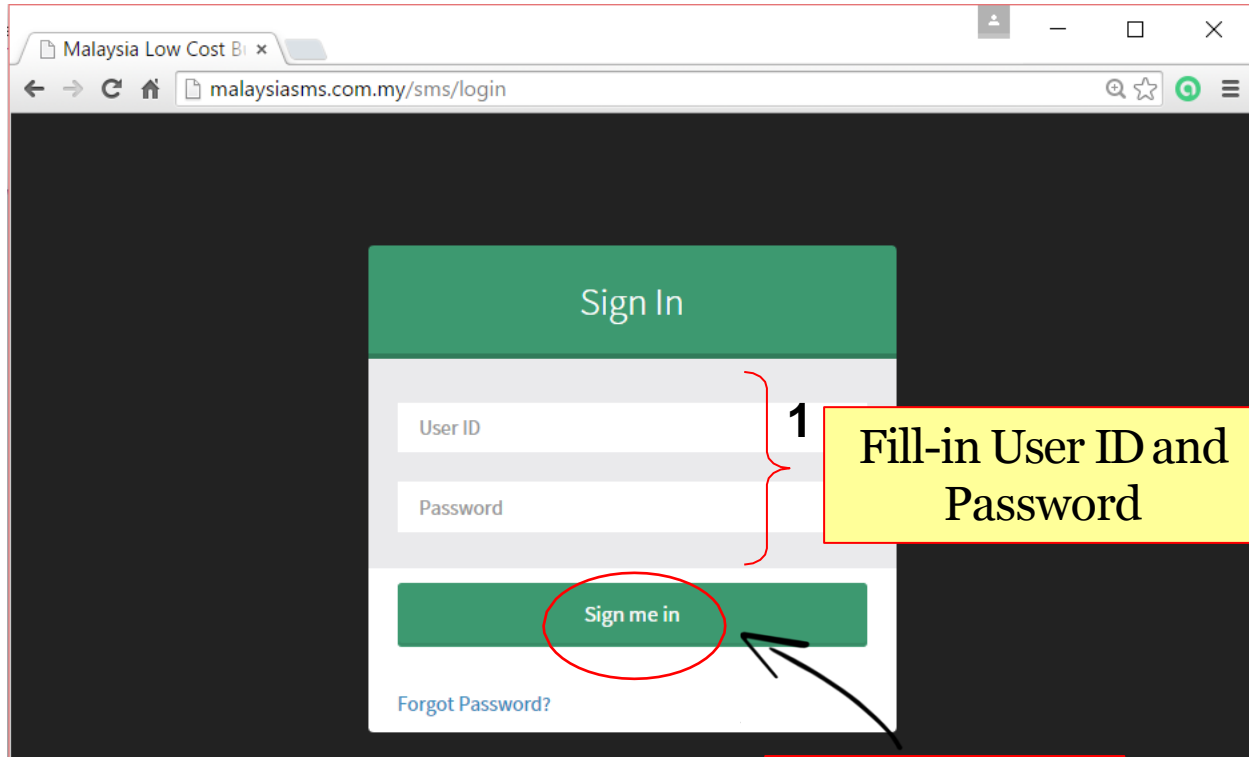 Malaysia Low Cost B
malaysiasms.com.my/sms/login
Sign In
User ID
1
Fill-in User ID and
Password
Password
Sign me in
Forgot Password?